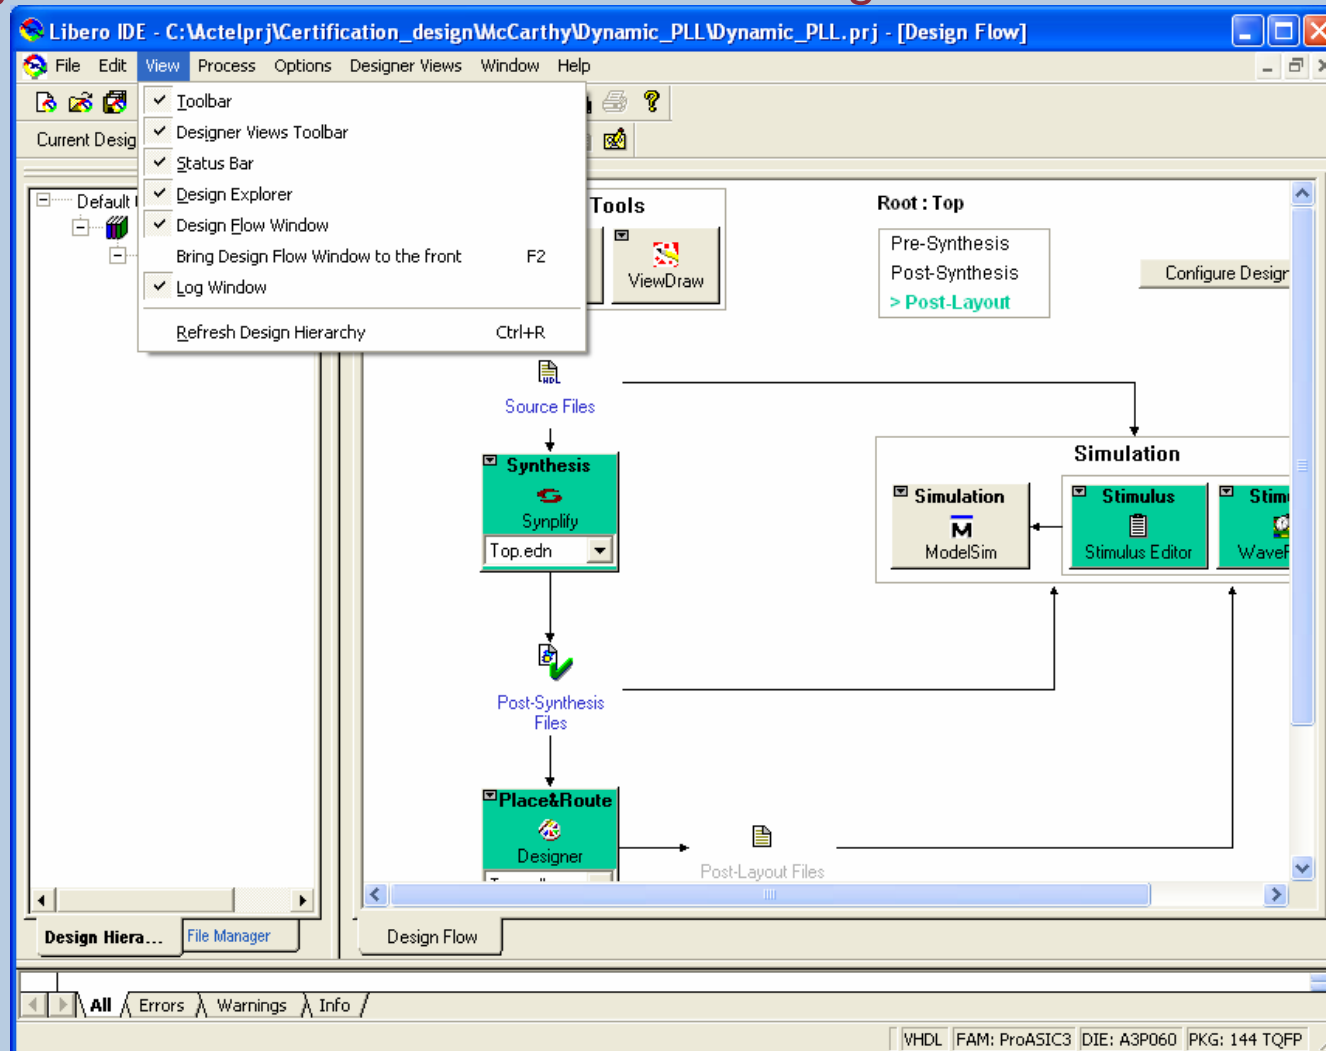 Libero IDE - C:\Actelprj\Certification_design\McCarthy\Dynamic_PLL\Dynamic_PLL.prj - [Design Flow]
File Edit View Process Options Designer Views Window Help
Toolbar
Current Desig
Designer Views Toolbar
Status Bar
Design Explorer
Design Flow Window
Bring Design Flow Window to the front F2
Log Window
Refresh Design Hierarchy Ctrl+R
Default
Tools
ViewDraw
Root : Top
Pre-Synthesis
Post-Synthesis
> Post-Layout
Configure Desigr
HDL
Source Files
Synthesis
Synplify
Top.edn
Simulation
Simulation
ModelSim
Stimulus
Stimulus Editor
Stim
Post-Synthesis
Files
Place&Route
Designer
Post-Layout Files
Design Hiera...
File Manager
Design Flow
All Errors Warnings Info
VHDL FAM: ProASIC3 DIE: A3P060 PKG: 144 TQFP